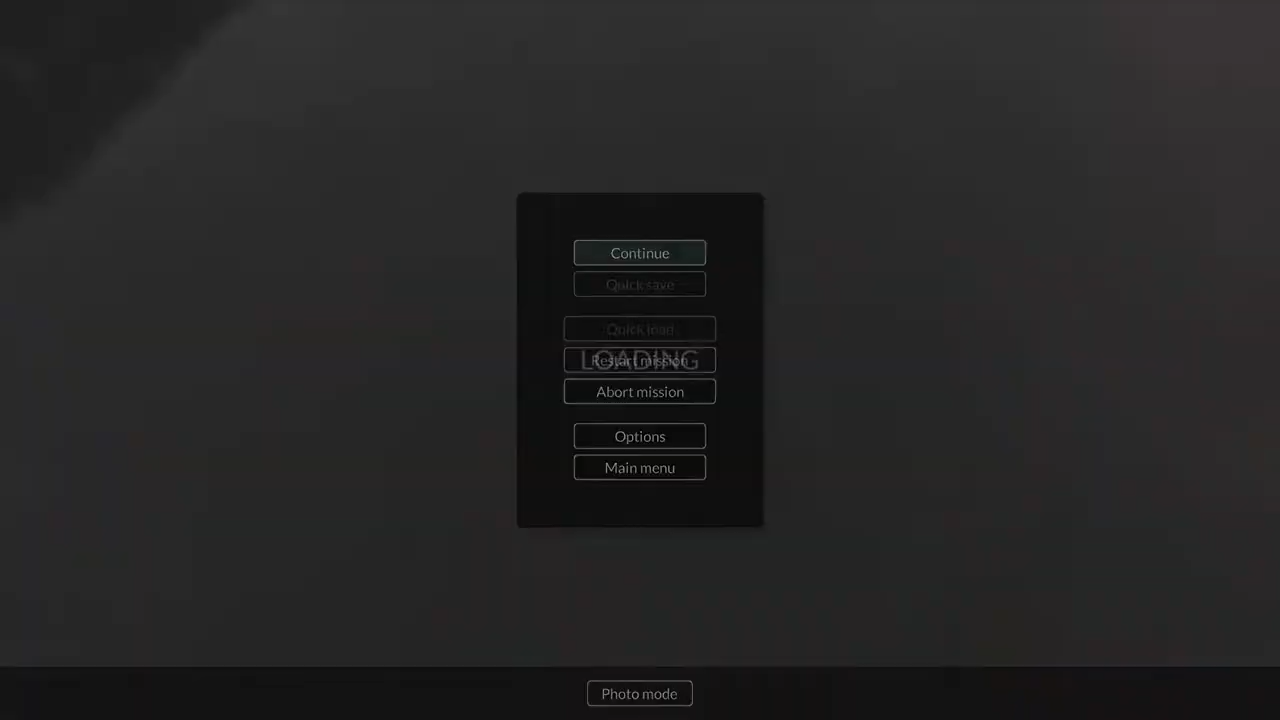 Continue
Quick save
Quick load
LOADING
Restart mission
Abort mission
Options
Main menu
Photo mode